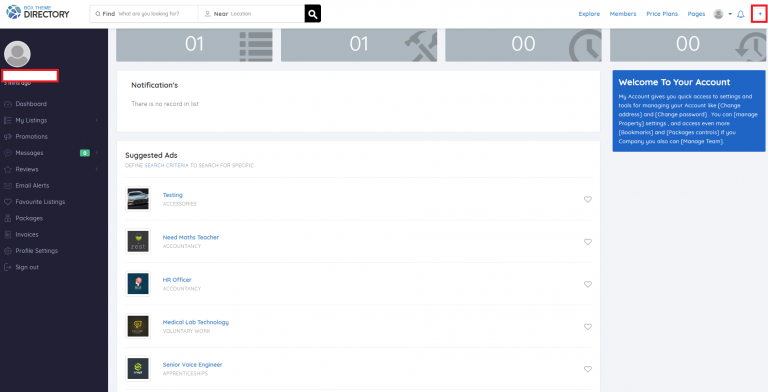 BOX THEME
DIRECTORY
Find What are you looking for?
Near Location
Explore
Members
Price Plans
Pages
+
01
01
00
00
5 mins ago
Dashboard
My Listings
Promotions
Messages 0
Reviews
Email Alerts
Favourite Listings
Packages
Invoices
Profile Settings
Sign out
Notification's
There is no record in list
Suggested Ads
DEFINE SEARCH CRITERIA TO SEARCH FOR SPECIFIC
Testing
ACCESSORIES
zest
Need Maths Teacher
ACCOUNTANCY
HR Officer
ACCOUNTANCY
Medical Lab Technology
VOLUNTARY WORK
Senior Voice Engineer
APPRENTICESHIPS
Welcome To Your Account
My Account gives you quick access to settings and
tools for managing your Account like [Change
address] and [Change password] . You can [manage
Property] settings , and access even more
[Bookmarks] and [Packages controls] if you
Company you also can [Manage Team].